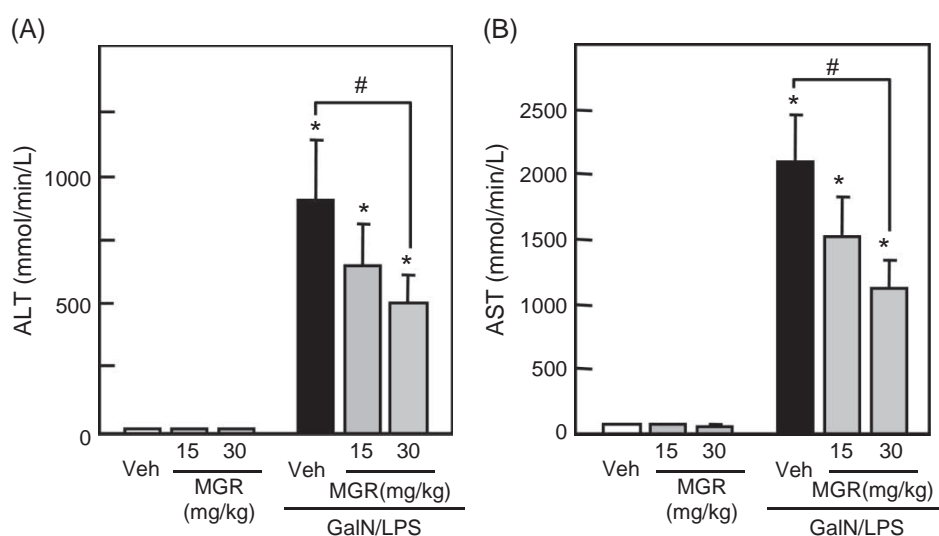 (A)
ALT (mmol/min/L)
1000
500
0
#
*
*
*
Veh
15 30
MGR
(mg/kg)
Veh
15 30
MGR(mg/kg)
GalN/LPS
(B)
AST (mmol/min/L)
2500
2000
1500
1000
500
0
#
*
*
*
Veh
15 30
MGR
(mg/kg)
Veh
15 30
MGR(mg/kg)
GalN/LPS